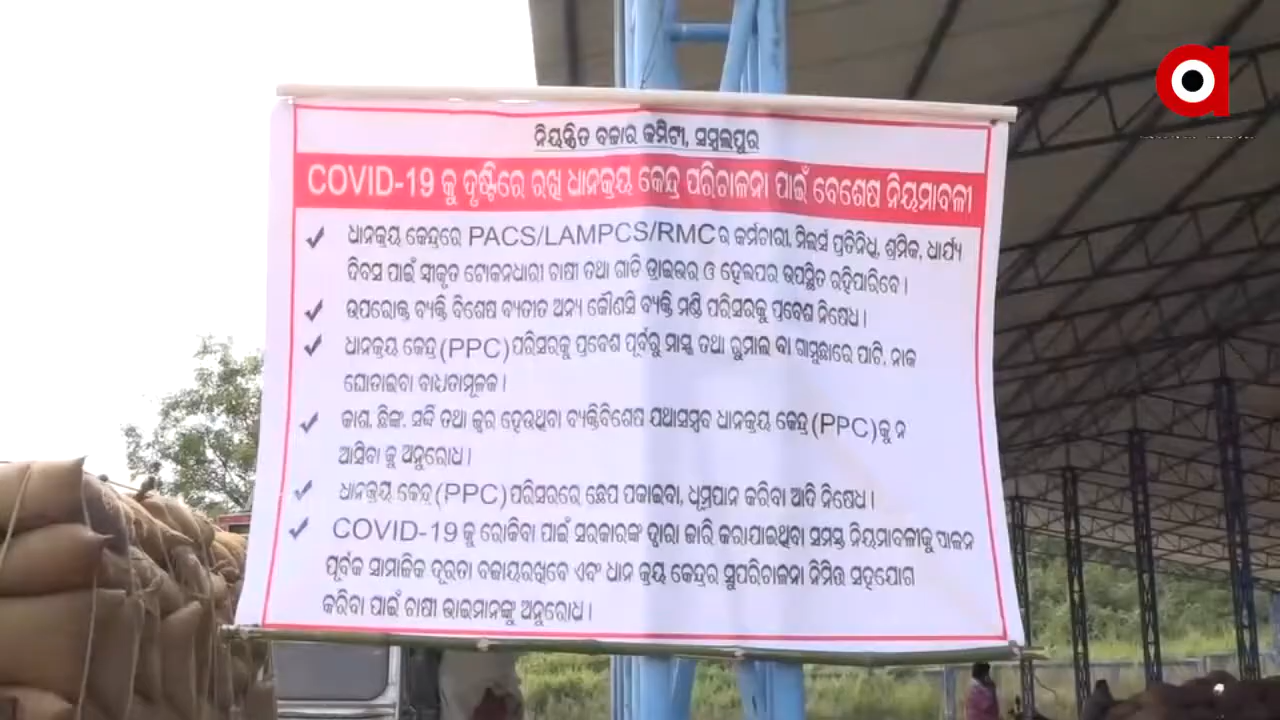 ନିୟନ୍ତ୍ରିତ ବଜାର କମିଟୀ, ସମ୍ବଲପୁର
COVID-19 କୁ ଦୃଷ୍ଟିରେ ରଖି ଧାନକ୍ରୟ କେନ୍ଦ୍ର ପରିଚାଳନା ପାଇଁ ବେଶେଷ ନିୟମାବଳୀ
ଧାନକ୍ରୟ କେନ୍ଦ୍ରରେ PACS/LAMPCS/RMCର କର୍ମଚାରୀ, ମିଲର୍ସ ପ୍ରତିନିଧି, ଶ୍ରମିକ, ଧାର୍ଯ୍ୟ
ଦିବସ ପାଇଁ ସ୍ୱୀକୃତ ଟୋକନଧାରୀ ଚାଷୀ ତଥା ଗାଡି ଡ୍ରାଇଭର ଓ ହେଲପର ଉପସ୍ଥିତ ରହିପାରିବେ।
ଉପରୋକ୍ତ ବ୍ୟକ୍ତି ବିଶେଷ ବ୍ୟତୀତ ଅନ୍ୟ କୌଣସି ବ୍ୟକ୍ତି ମଣ୍ଡି ପରିସରକୁ ପ୍ରବେଶ ନିଷେଧ।
ଧାନକ୍ରୟ କେନ୍ଦ୍ର(PPC)ପରିସରକୁ ପ୍ରବେଶ ପୂର୍ବରୁ ମାସ୍କ ତଥା ରୁମାଲ ବା ଗାମୁଛାରେ ପାଟି, ନାକ
ଘୋଡାଇବା ବାଧ୍ୟତାମୂଳକ।
କାଶ, ଛିଙ୍କ, ସର୍ଦ୍ଦି ତଥା ଜ୍ୱର ହେଉଥିବା ବ୍ୟକ୍ତିବିଶେଷ ଯଥାସମ୍ଭବ ଧାନକ୍ରୟ କେନ୍ଦ୍ର(PPC)କୁ ନ
ଆସିବା କୁ ଅନୁରୋଧ।
ଧାନକ୍ରୟ କେନ୍ଦ୍ର(PPC)ପରିସରରେ ଛେପ ପକାଇବା, ଧୂମ୍ରପାନ କରିବା ଆଦି ନିଷେଧ।
COVID-19କୁ ରୋକିବା ପାଇଁ ସରକାରଙ୍କ ଦ୍ୱାରା ଜାରି କରାଯାଇଥିବା ସମସ୍ତ ନିୟମାବଳୀକୁ ପାଳନ
ପୂର୍ବକ ସାମାଜିକ ଦୂରତା ବଜାୟରଖିବେ ଏବଂ ଧାନ କ୍ରୟ କେନ୍ଦ୍ରର ସୁପରିଚାଳନା ନିମିତ୍ତ ସହଯୋଗ
କରିବା ପାଇଁ ଚାଷୀ ଭାଇମାନଙ୍କୁ ଅନୁରୋଧ।